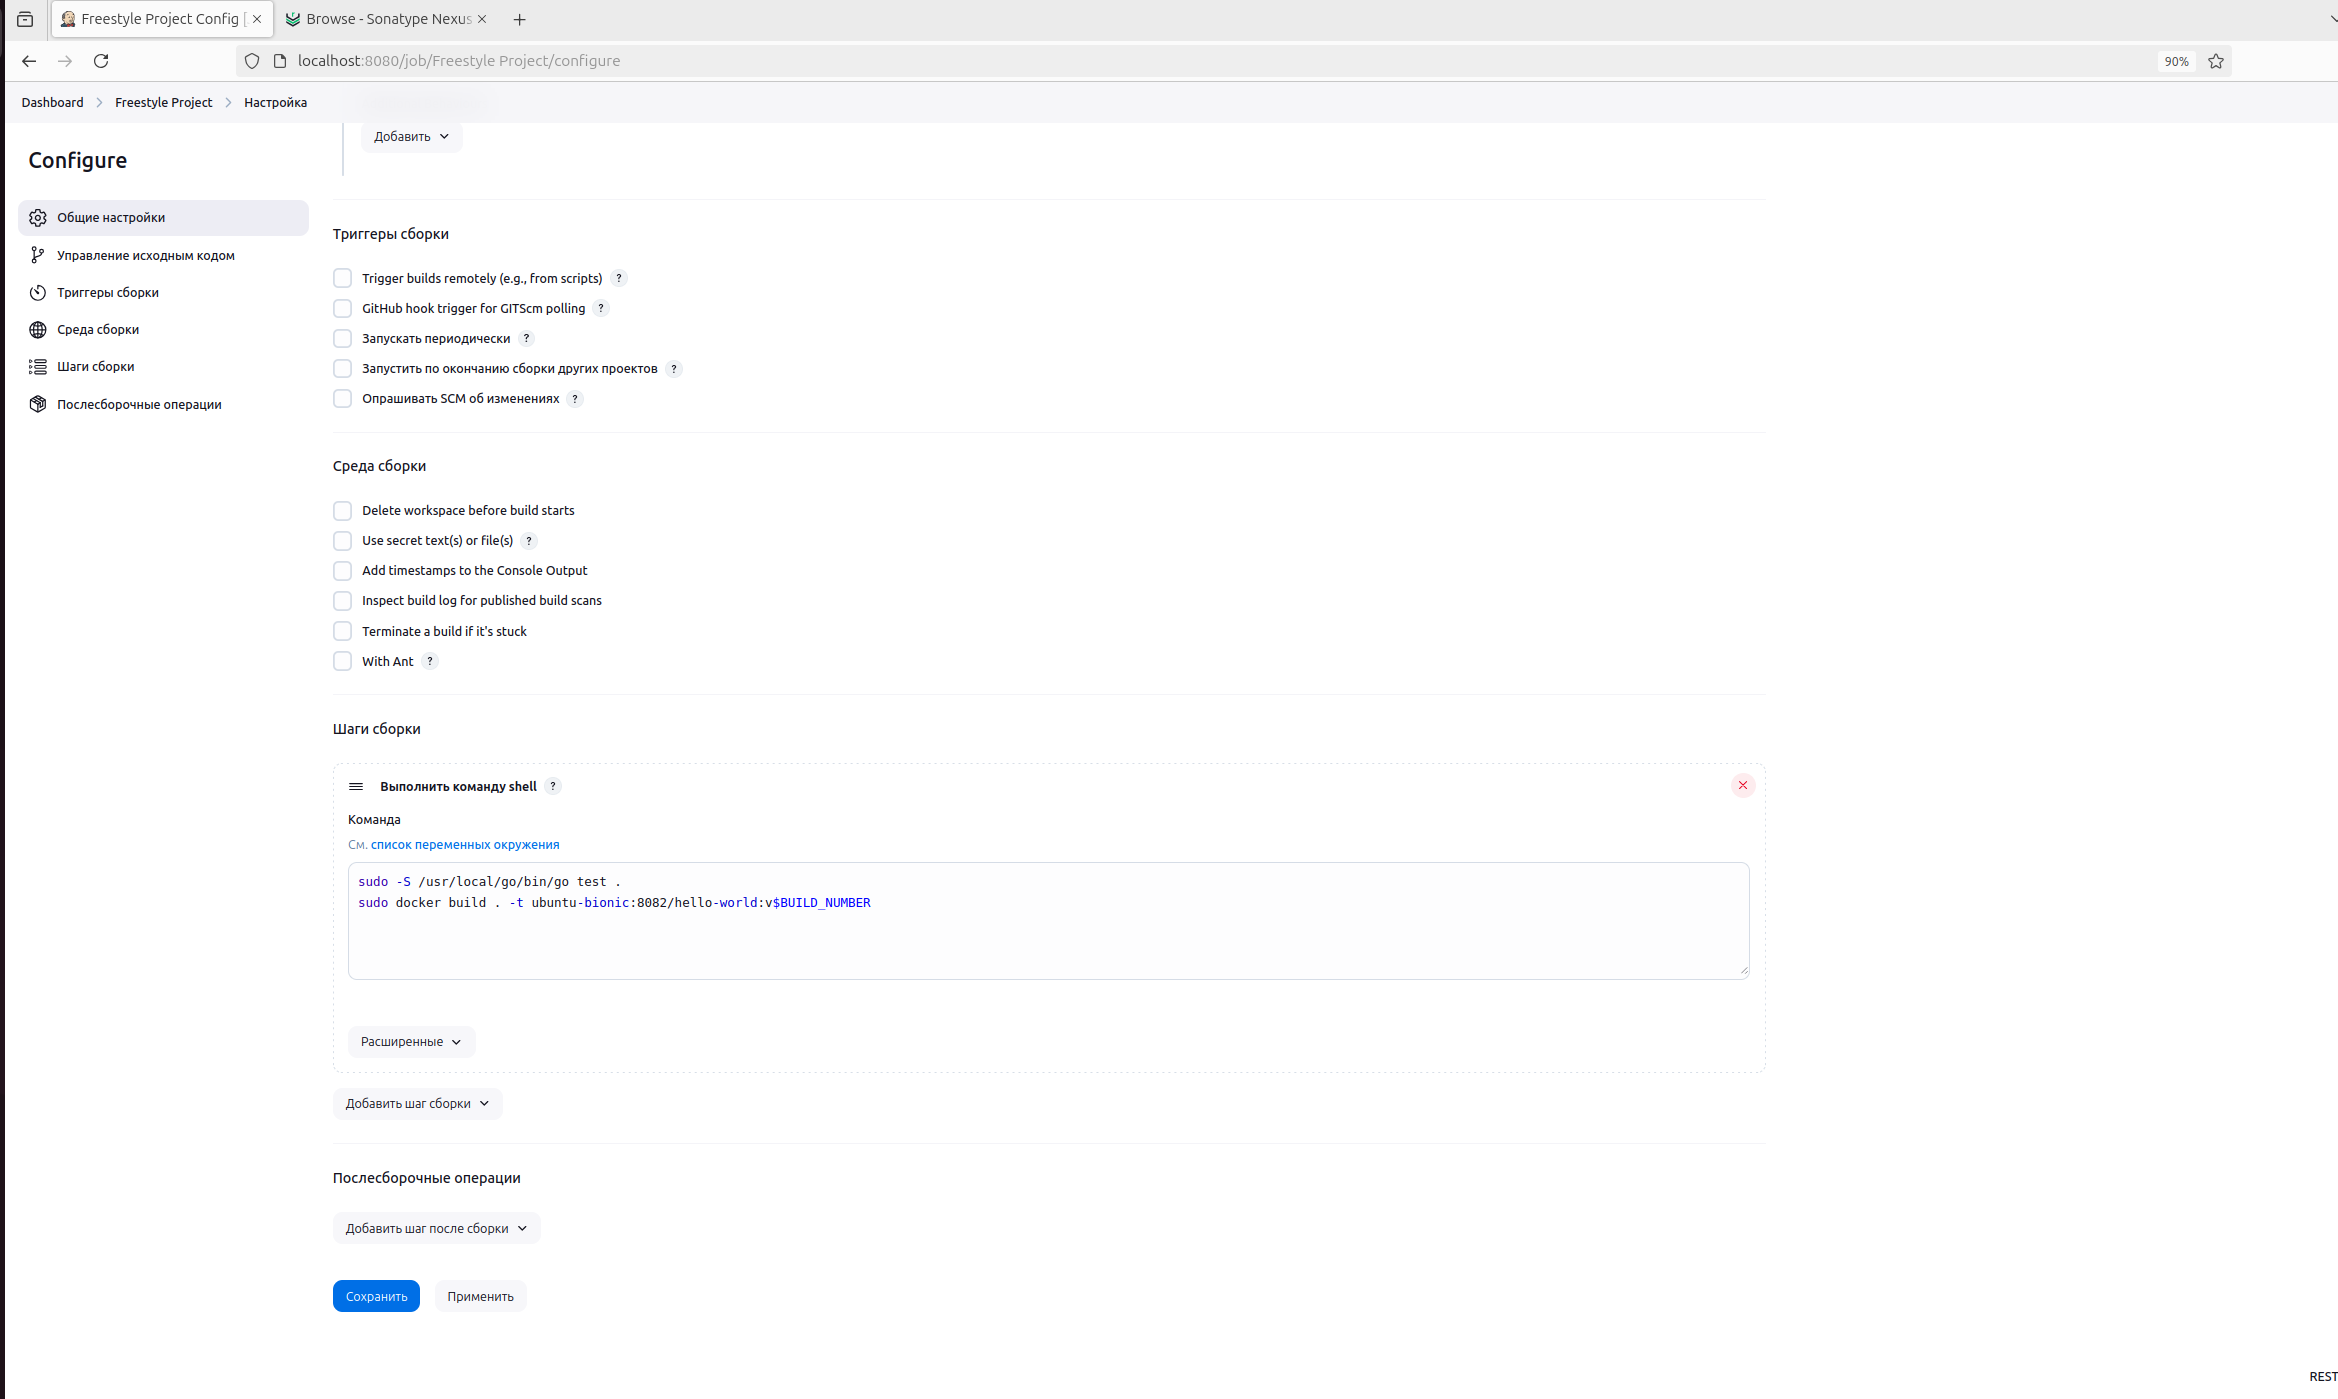 Freestyle Project Config [
Browse - Sonatype Nexus
localhost:8080/job/Freestyle Project/configure
90%
Dashboard > Freestyle Project > Настройка
Configure
Общие настройки
Управление исходным кодом
Триггеры сборки
Среда сборки
Шаги сборки
Послесборочные операции
Добавить
Триггеры сборки
Trigger builds remotely (e.g., from scripts) ?
GitHub hook trigger for GITScm polling ?
Запускать периодически ?
Запустить по окончанию сборки других проектов ?
Опрашивать SCM об изменениях ?
Среда сборки
Delete workspace before build starts
Use secret text(s) or file(s) ?
Add timestamps to the Console Output
Inspect build log for published build scans
Terminate a build if it's stuck
With Ant ?
Шаги сборки
Выполнить команду shell ?
Команда
См. список переменных окружения
sudo -S /usr/local/go/bin/go test .
sudo docker build . -t ubuntu-bionic:8082/hello-world:v$BUILD_NUMBER
Расширенные
Добавить шаг сборки
Послесборочные операции
Добавить шаг после сборки
Сохранить
Применить
REST